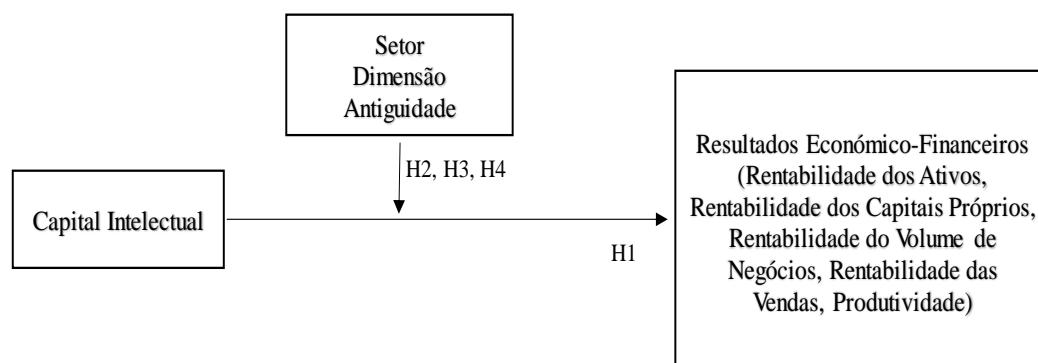 Setor
Dimensão
Antiguidade
H2, H3, H4
Capital Intelectual
H1
Resultados Económico-Financeiros
(Rentabilidade dos Ativos,
Rentabilidade dos Capitais Próprios,
Rentabilidade do Volume de
Negócios, Rentabilidade das
Vendas, Produtividade)